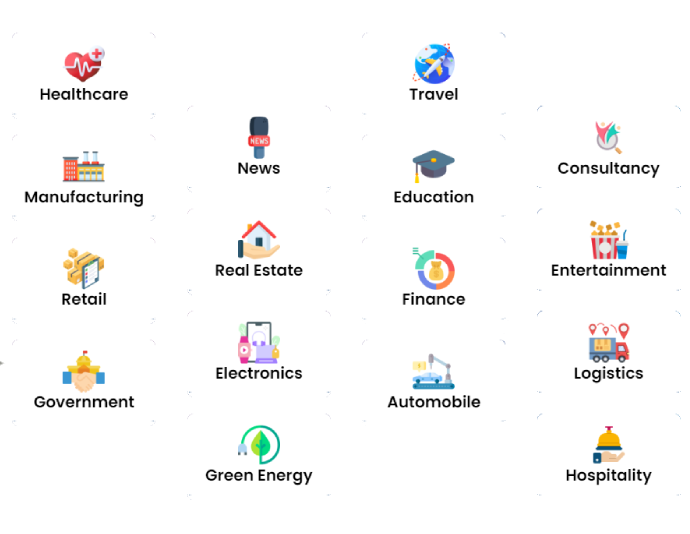 Healthcare
Travel
NEWS
News
Consultancy
Manufacturing
Education
Real Estate
Entertainment
Retail
Finance
Electronics
Logistics
Government
Automobile
Green Energy
Hospitality